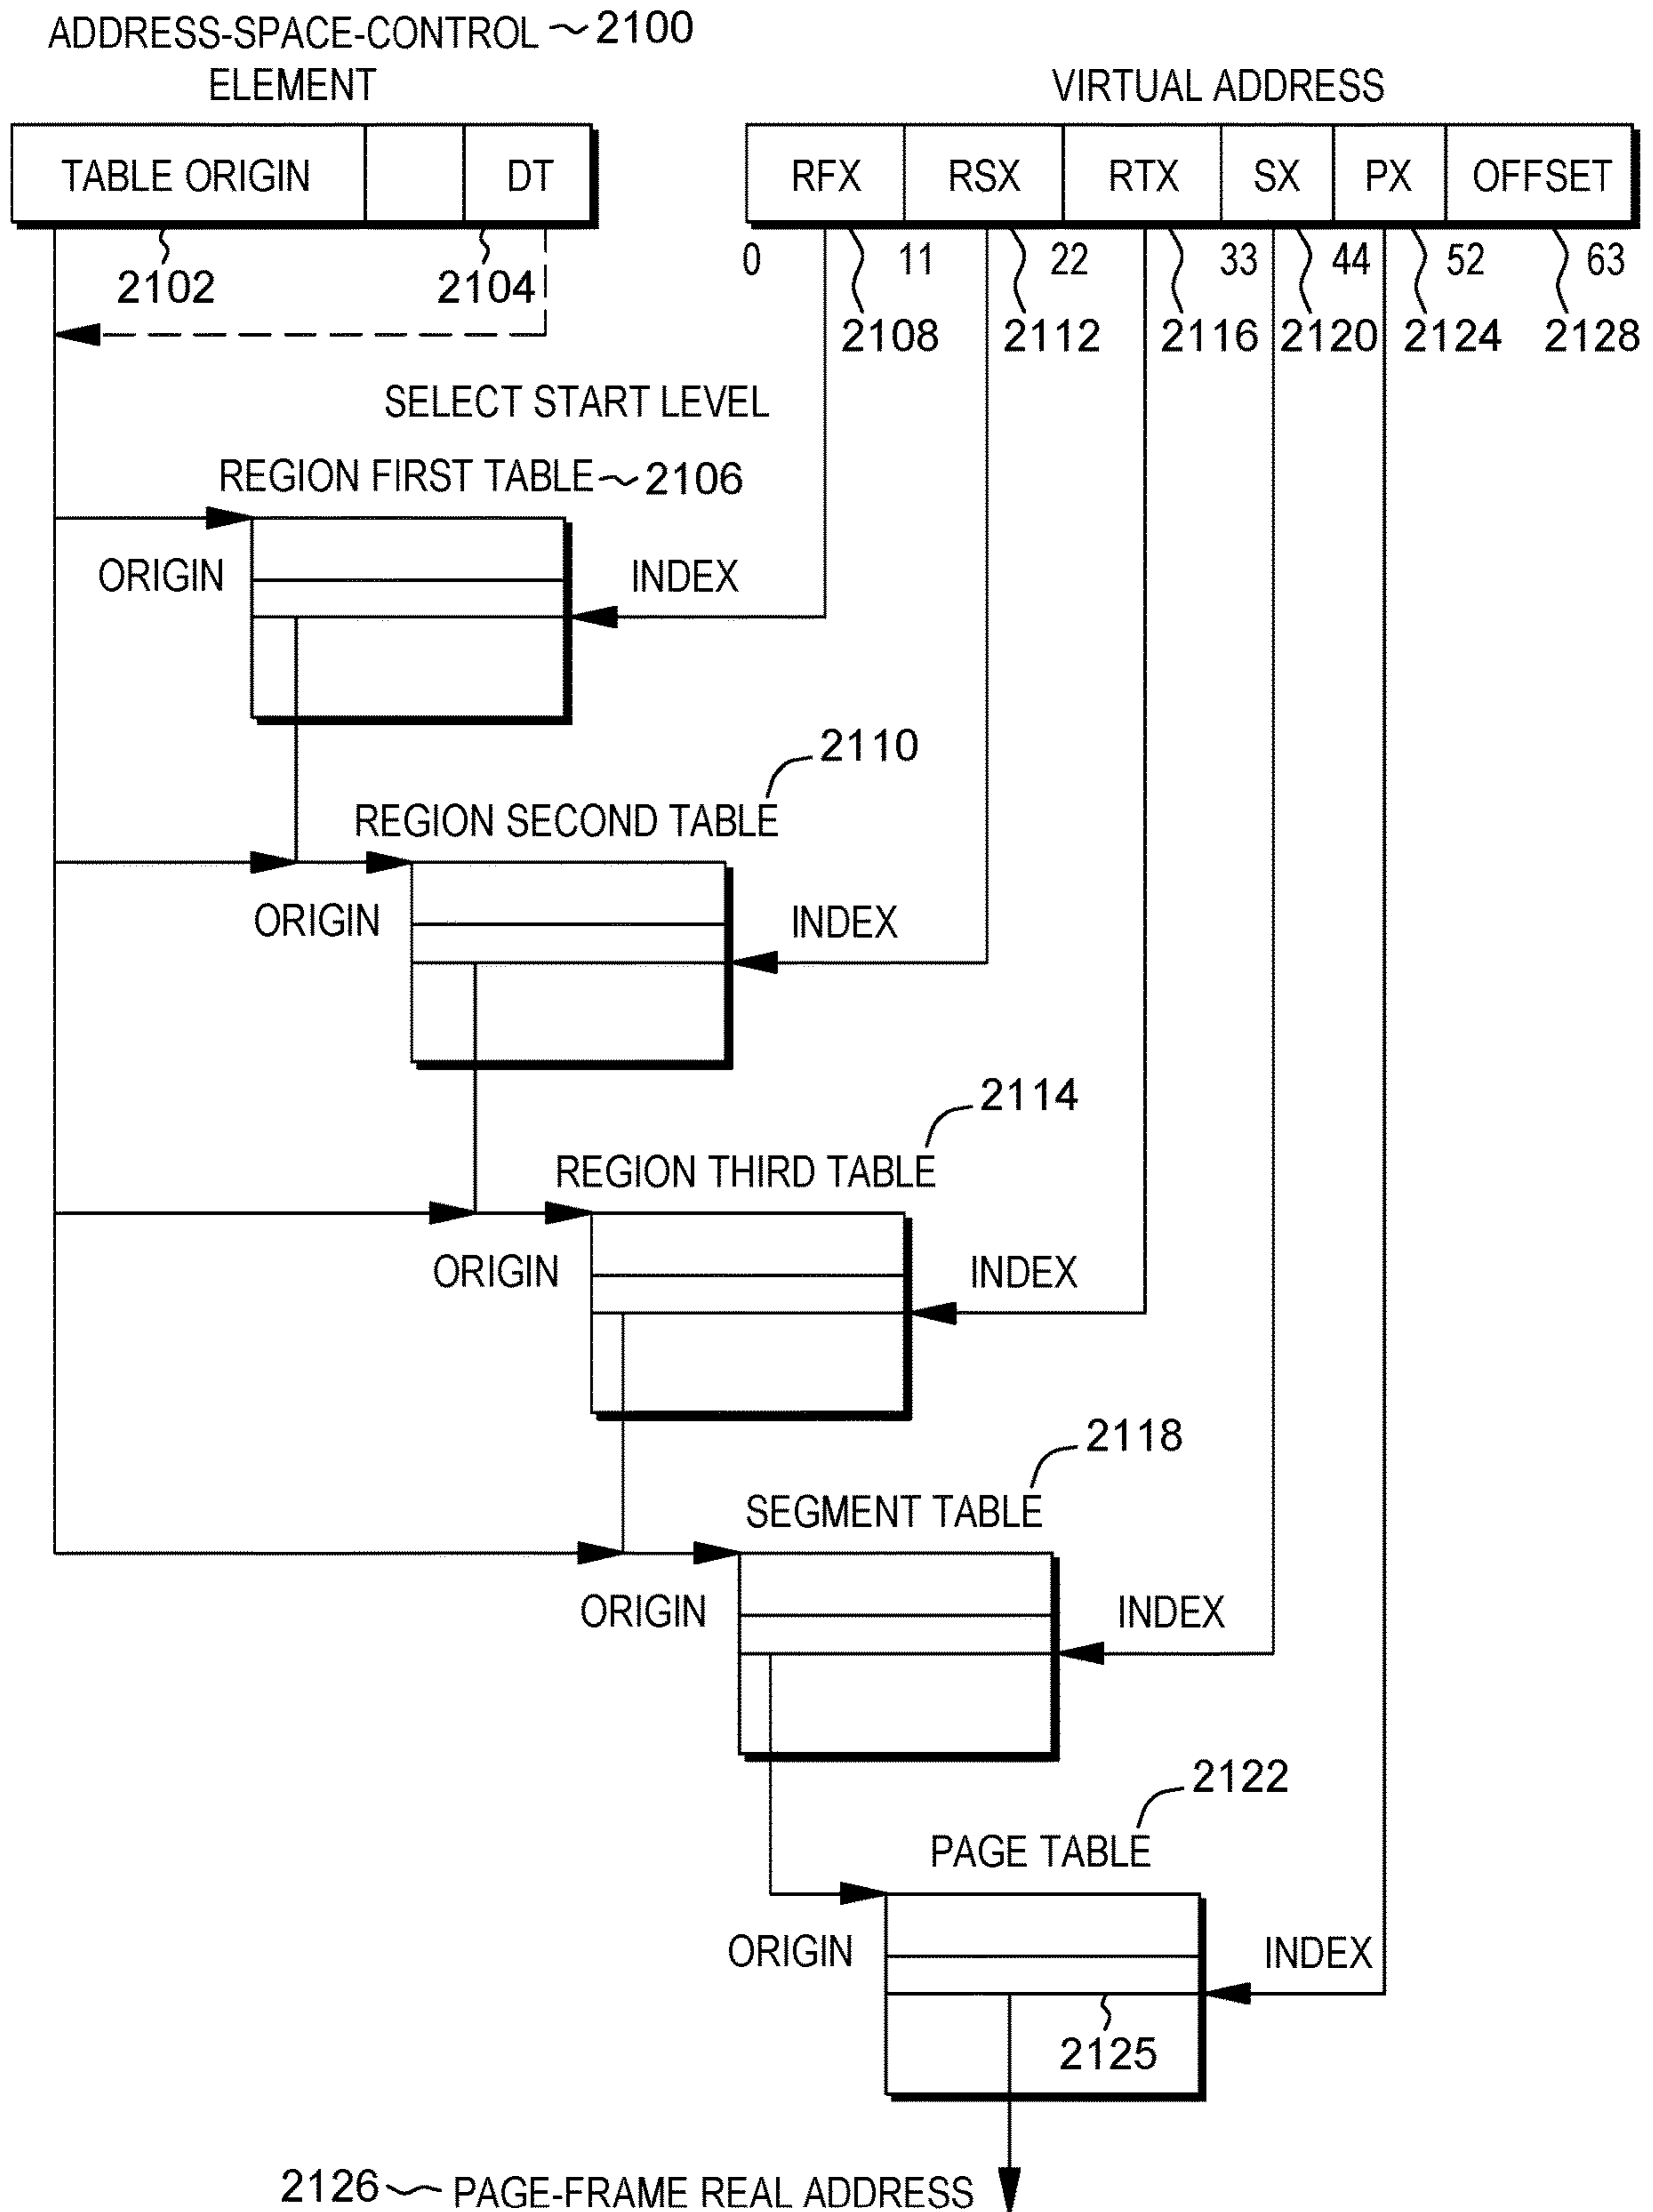 ADDRESS-SPACE-CONTROL 2100
ELEMENT
VIRTUAL ADDRESS
TABLE ORIGIN DT
RFX RSX RTX SX PX OFFSET
0 11 22 33 44 52 63
2102 2104
2108 2112 2116 2120 2124 2128
SELECT START LEVEL
REGION FIRST TABLE 2106
ORIGIN INDEX
2110
REGION SECOND TABLE
ORIGIN INDEX
2114
REGION THIRD TABLE
ORIGIN INDEX
2118
SEGMENT TABLE
ORIGIN INDEX
2122
PAGE TABLE
ORIGIN INDEX
2125
2126 PAGE-FRAME REAL ADDRESS